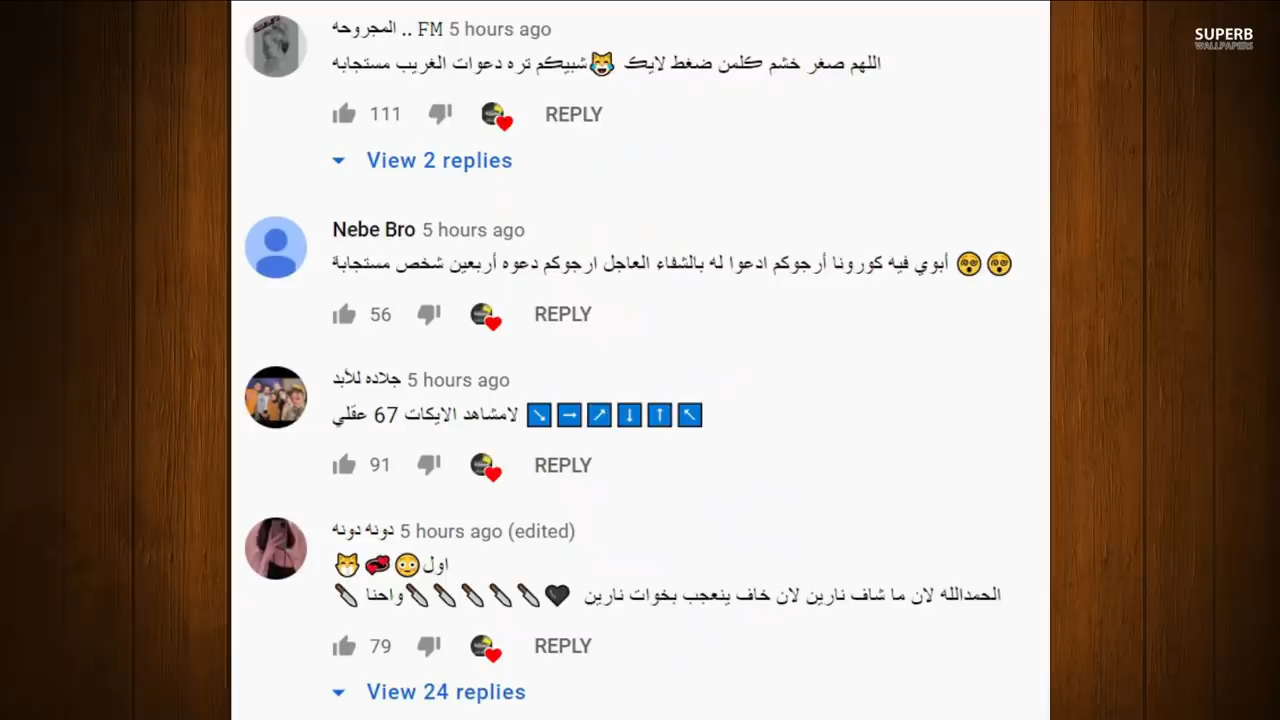 SUPERB
WALLPAPERS
المجروحه .. FM 5 hours ago
اللهم صغر خشم كلمن ضغط لايك 😹شبيكم تره دعوات الغريب مستجابه
111 REPLY
View 2 replies
Nebe Bro 5 hours ago
أبوي فيه كورونا أرجوكم ادعوا له بالشفاء العاجل ارجوكم دعوه أربعين شخص مستجابة 😵😵
56 REPLY
جلاده للأبد 5 hours ago
لامشاهد الايكات 67 عقلي ↘️➡️↗️⬇️⬆️↖️
91 REPLY
دونه دونه 5 hours ago (edited)
اول😳💞😹
الحمدالله لان ما شاف نارين لان خاف ينعجب بخوات نارين 🖤🔪🔪🔪🔪🔪واحنا 🔪
79 REPLY
View 24 replies